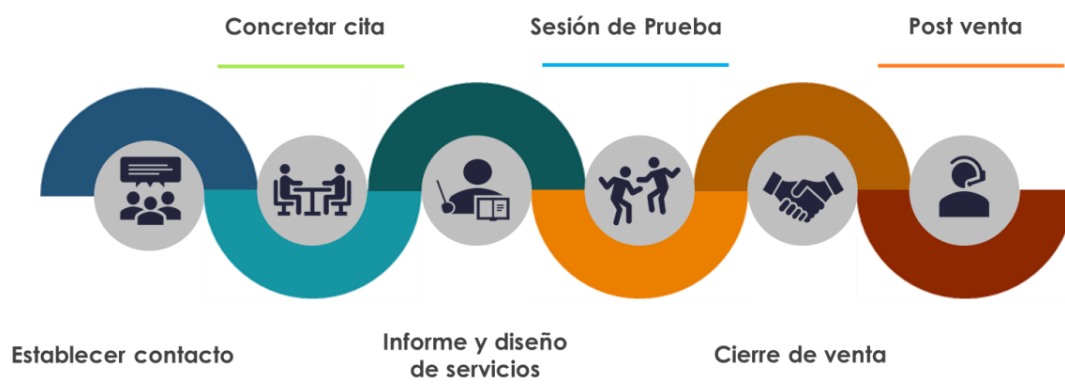 Concretar cita
Sesión de Prueba
Post venta
Establecer contacto
Informe y diseño
de servicios
Cierre de venta